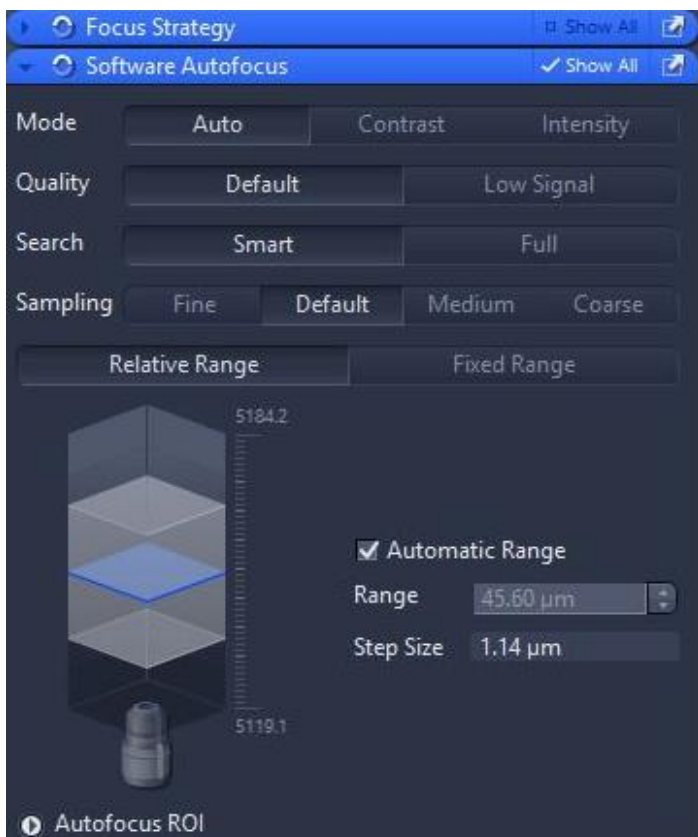 Focus Strategy Show All
Software Autofocus Show All
Mode Auto Contrast Intensity
Quality Default Low Signal
Search Smart Full
Sampling Fine Default Medium Coarse
Relative Range Fixed Range
5184.2
Automatic Range
Range 45.60 µm
Step Size 1.14 µm
5119.1
Autofocus ROI